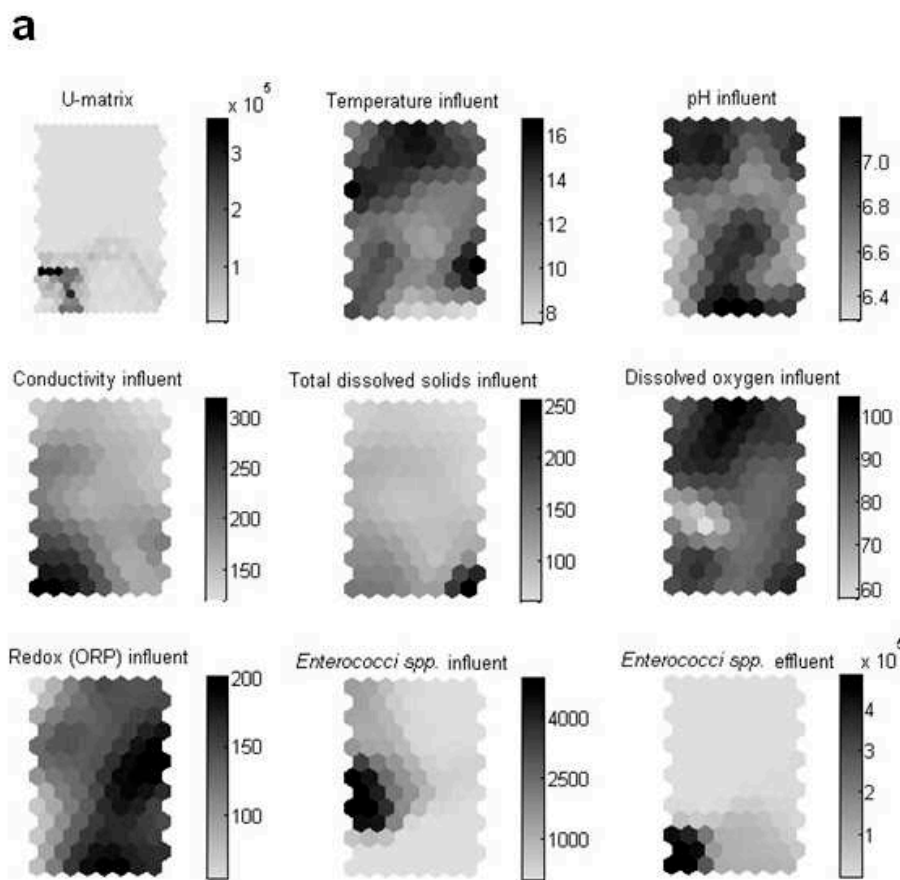 a
U-matrix
x 10^5
3
2
1
Temperature influent
16
14
12
10
8
pH influent
7.0
6.8
6.6
6.4
Conductivity influent
300
250
200
150
Total dissolved solids influent
250
200
150
100
Dissolved oxygen influent
100
90
80
70
60
Redox (ORP) influent
200
150
100
Enterococci spp. influent
4000
2500
1000
Enterococci spp. effluent
x 10^5
4
3
2
1